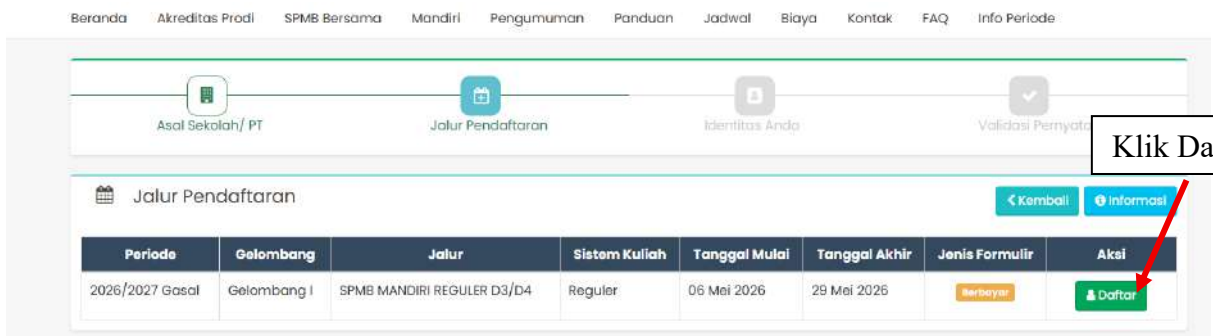 Beranda Akreditas Prodi SPMB Bersama Mandiri Pengumuman Panduan Jadwal Biaya Kontak FAQ Info Periode
Asal Sekolah/ PT Jalur Pendaftaran Identitas Anda Validasi
Klik
Jalur Pendaftaran Kembali Informasi
Periode Gelombang Jalur Sistem Kuliah Tanggal Mulai Tanggal Akhir Jenis Formulir Aksi
2026/2027 Gasal Gelombang I SPMB MANDIRI REGULER D3/D4 Reguler 06 Mei 2026 29 Mei 2026 Berbayar Daftar